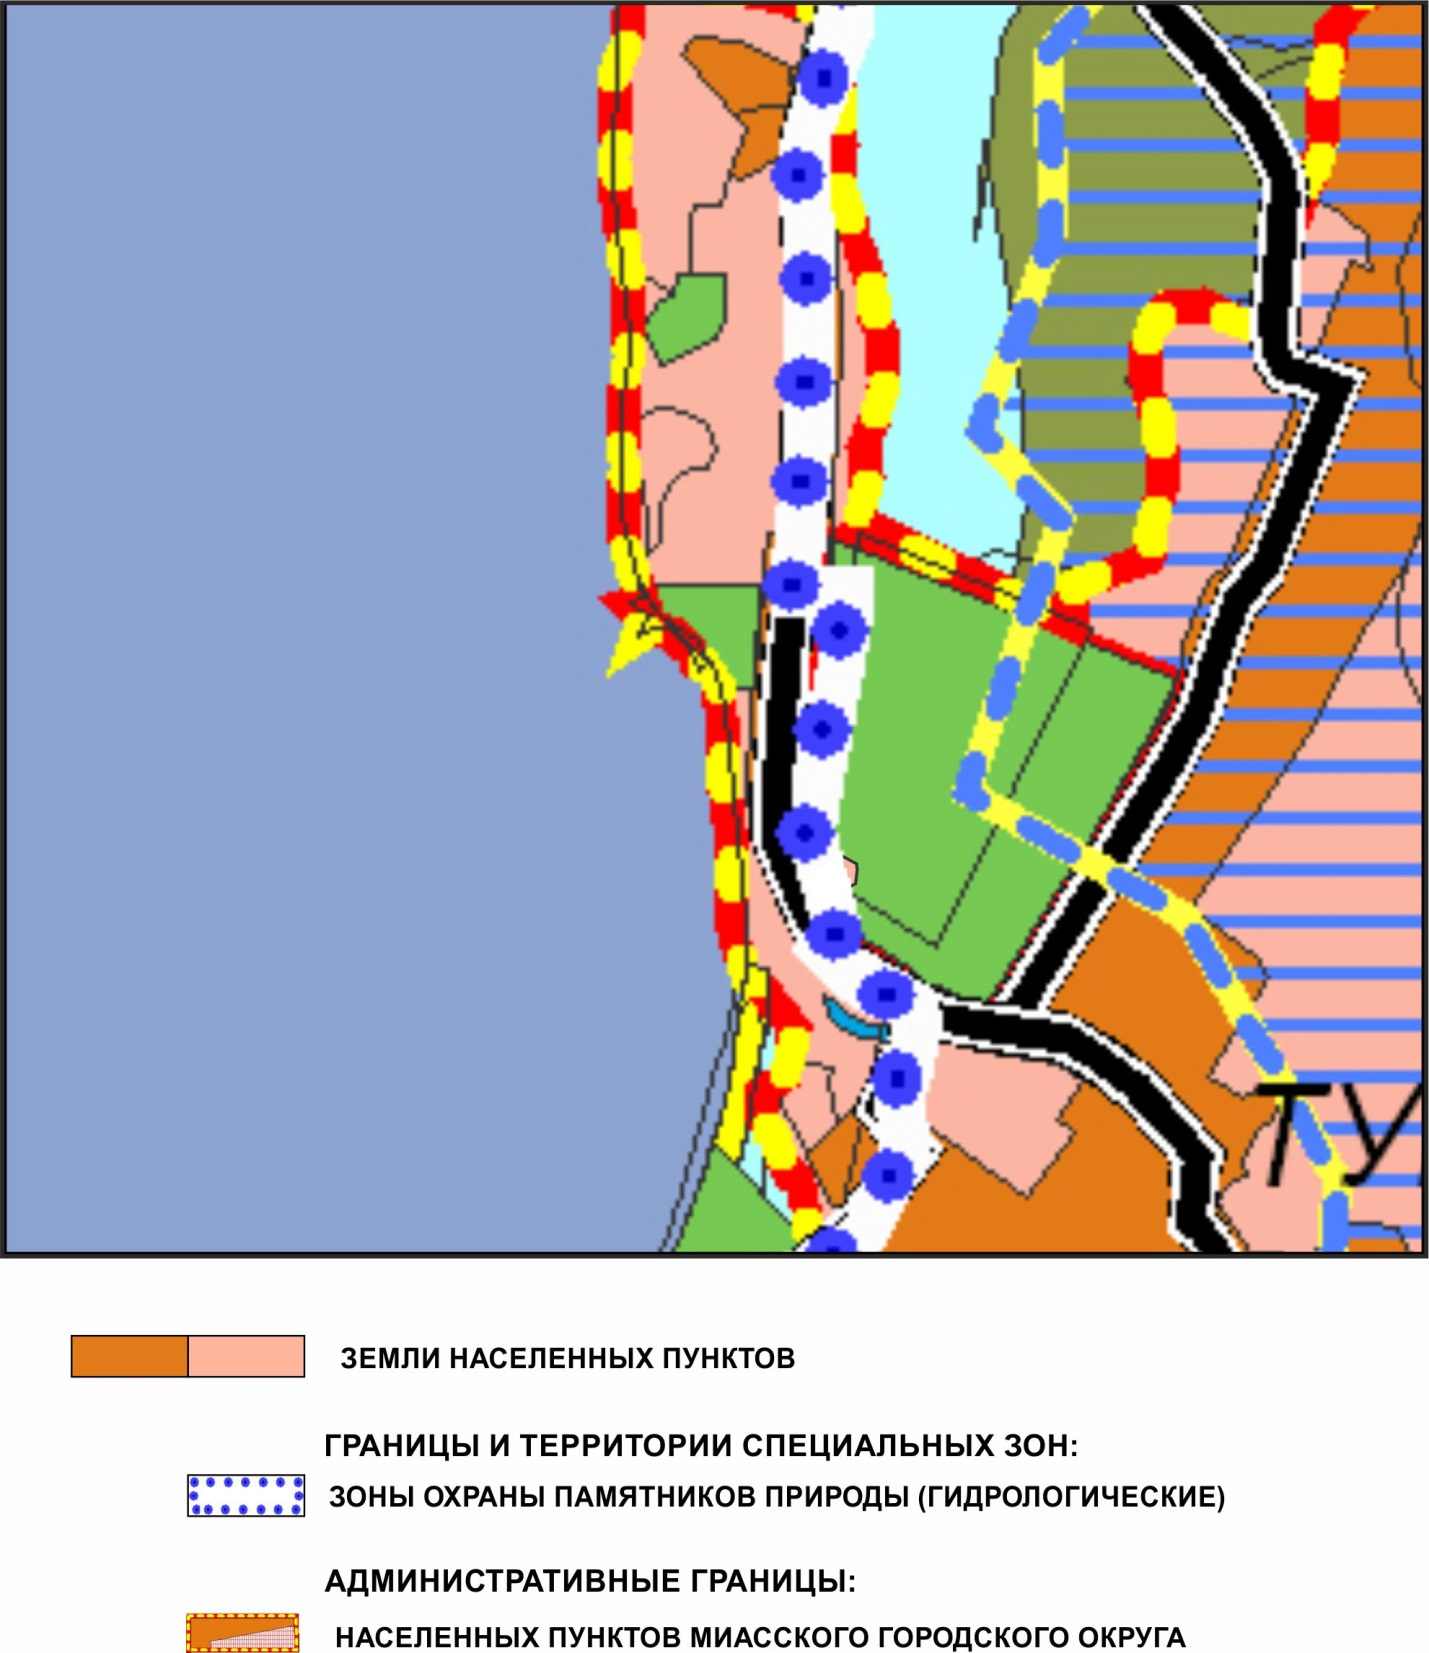 ТУ
ЗЕМЛИ НАСЕЛЕННЫХ ПУНКТОВ
ГРАНИЦЫ И ТЕРРИТОРИИ СПЕЦИАЛЬНЫХ ЗОН:
ЗОНЫ ОХРАНЫ ПАМЯТНИКОВ ПРИРОДЫ (ГИДРОЛОГИЧЕСКИЕ)
АДМИНИСТРАТИВНЫЕ ГРАНИЦЫ:
НАСЕЛЕННЫХ ПУНКТОВ МИАССКОГО ГОРОДСКОГО ОКРУГА